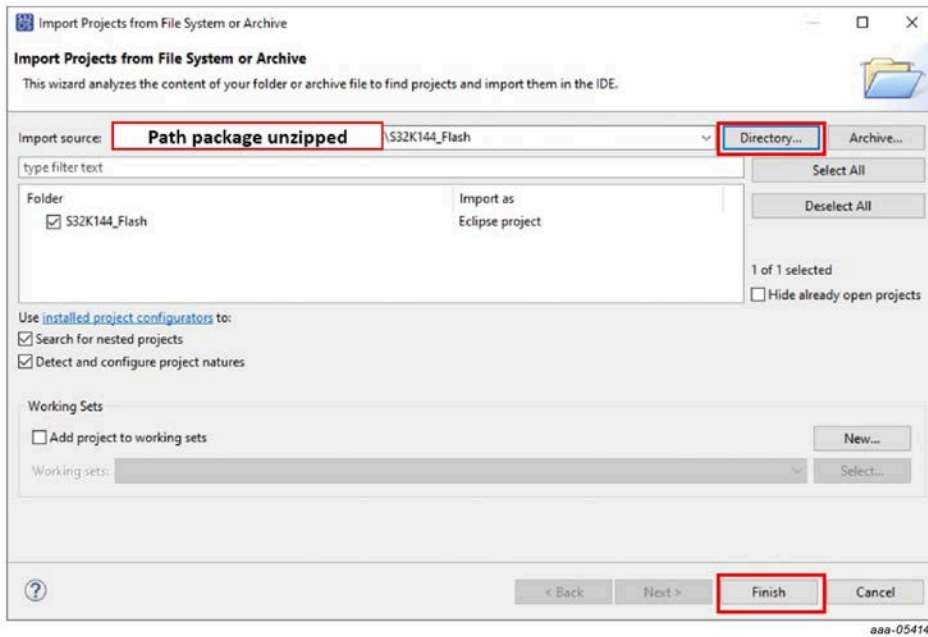 Import Projects from File System or Archive
Import Projects from File System or Archive
This wizard analyzes the content of your folder or archive file to find projects and import them in the IDE.
Import source: Path package unzipped \S32K144_Flash Directory... Archive...
type filter text Select All
Folder Import as Deselect All
S32K144_Flash Eclipse project
1 of 1 selected
Hide already open projects
Use installed project configurators to:
Search for nested projects
Detect and configure project natures
Working Sets
Add project to working sets New...
Working sets: Select...
? < Back Next > Finish Cancel
aaa-05414